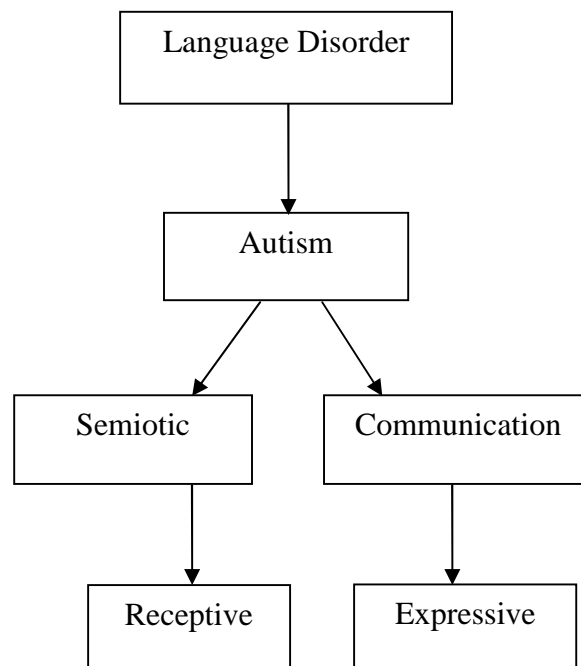 Language Disorder
Autism
Semiotic
Communication
Receptive
Expressive